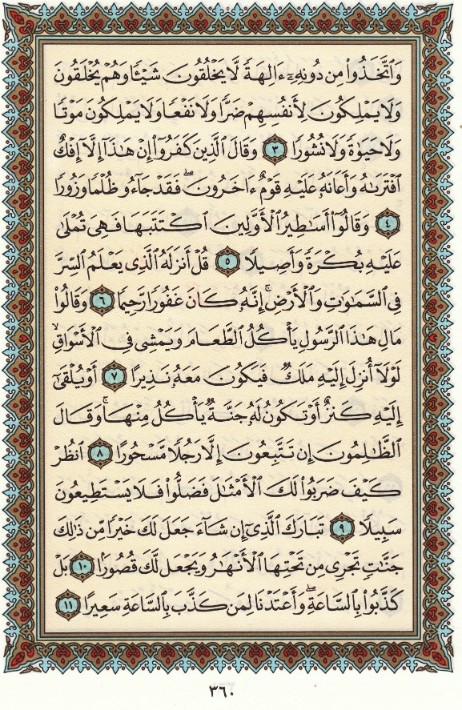 وَاتَّخَذُوا۟ مِن دُونِهِۦٓ ءَالِهَةً لَّا يَخْلُقُونَ شَيْـًٔا وَهُمْ يُخْلَقُونَ
وَلَا يَمْلِكُونَ لِأَنفُسِهِمْ ضَرًّا وَلَا نَفْعًا وَلَا يَمْلِكُونَ مَوْتًا
وَلَا حَيَوٰةً وَلَا نُشُورًا ٣ وَقَالَ الَّذِينَ كَفَرُوٓا۟ إِنْ هَـٰذَآ إِلَّآ إِفْكٌ
افْتَرَىٰهُ وَأَعَانَهُۥ عَلَيْهِ قَوْمٌ ءَاخَرُونَ ۖ فَقَدْ جَآءُو ظُلْمًا وَزُورًا
٤ وَقَالُوٓا۟ أَسَـٰطِيرُ الْأَوَّلِينَ اكْتَتَبَهَا فَهِىَ تُمْلَىٰ
عَلَيْهِ بُكْرَةً وَأَصِيلًا ٥ قُلْ أَنزَلَهُ الَّذِى يَعْلَمُ السِّرَّ
فِى السَّمَـٰوَٰتِ وَالْأَرْضِ ۚ إِنَّهُۥ كَانَ غَفُورًا رَّحِيمًا ٦ وَقَالُوا۟
مَالِ هَـٰذَا الرَّسُولِ يَأْكُلُ الطَّعَامَ وَيَمْشِى فِى الْأَسْوَاقِ ۙ
لَوْلَآ أُنزِلَ إِلَيْهِ مَلَكٌ فَيَكُونَ مَعَهُۥ نَذِيرًا ٧ أَوْ يُلْقَىٰٓ
إِلَيْهِ كَنزٌ أَوْ تَكُونُ لَهُۥ جَنَّةٌ يَأْكُلُ مِنْهَا ۚ وَقَالَ
الظَّـٰلِمُونَ إِن تَتَّبِعُونَ إِلَّا رَجُلًا مَّسْحُورًا ٨ انظُرْ
كَيْفَ ضَرَبُوا۟ لَكَ الْأَمْثَـٰلَ فَضَلُّوا۟ فَلَا يَسْتَطِيعُونَ
سَبِيلًا ٩ تَبَارَكَ الَّذِىٓ إِن شَآءَ جَعَلَ لَكَ خَيْرًا مِّن ذَٰلِكَ
جَنَّـٰتٍ تَجْرِى مِن تَحْتِهَا الْأَنْهَـٰرُ وَيَجْعَل لَّكَ قُصُورًا ١٠ بَلْ
كَذَّبُوا۟ بِالسَّاعَةِ ۖ وَأَعْتَدْنَا لِمَن كَذَّبَ بِالسَّاعَةِ سَعِيرًا ١١
٣٦٠